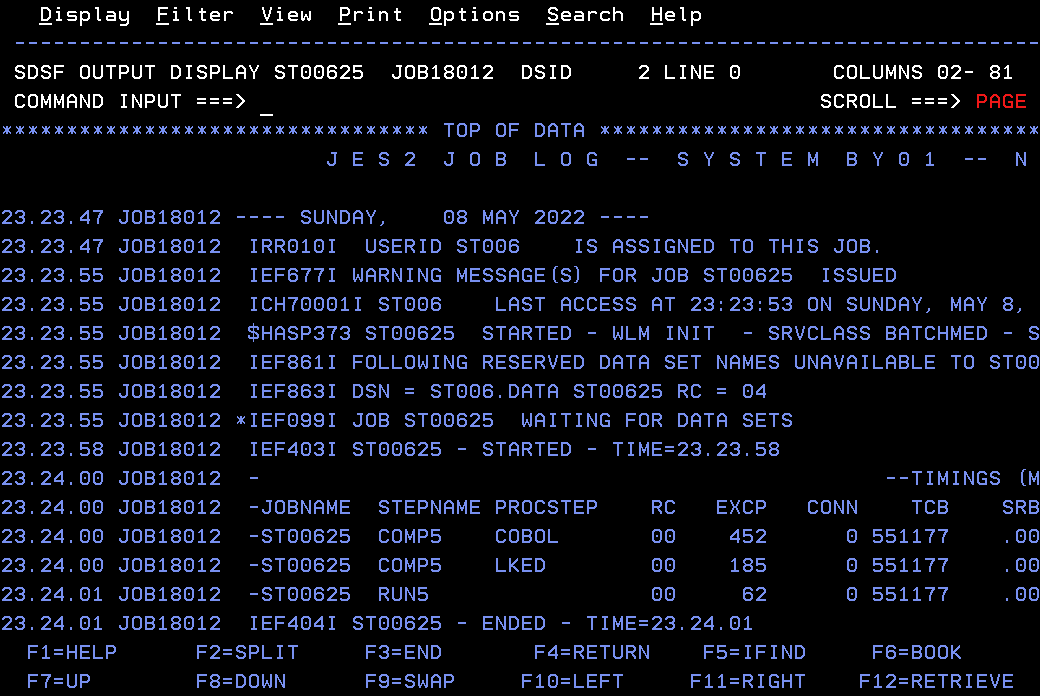 Display Filter View Print Options Search Help
-------------------------------------------------------------------------------
SDSF OUTPUT DISPLAY ST00625  JOB18012  DSID     2 LINE 0       COLUMNS 02- 81
COMMAND INPUT ===> _                                            SCROLL ===> PAGE
********************************* TOP OF DATA **********************************
                         J E S 2  J O B  L O G  --  S Y S T E M  B Y 0 1  --  N
23.23.47 JOB18012 ---- SUNDAY,    08 MAY 2022 ----
23.23.47 JOB18012  IRR010I  USERID ST006    IS ASSIGNED TO THIS JOB.
23.23.55 JOB18012  IEF677I WARNING MESSAGE(S) FOR JOB ST00625  ISSUED
23.23.55 JOB18012  ICH70001I ST006    LAST ACCESS AT 23:23:53 ON SUNDAY, MAY 8,
23.23.55 JOB18012  $HASP373 ST00625  STARTED - WLM INIT  - SRVCLASS BATCHMED - S
23.23.55 JOB18012  IEF861I FOLLOWING RESERVED DATA SET NAMES UNAVAILABLE TO ST00
23.23.55 JOB18012  IEF863I DSN = ST006.DATA ST00625 RC = 04
23.23.55 JOB18012 *IEF099I JOB ST00625  WAITING FOR DATA SETS
23.23.58 JOB18012  IEF403I ST00625 - STARTED - TIME=23.23.58
23.24.00 JOB18012  -                                                --TIMINGS (M
23.24.00 JOB18012  -JOBNAME  STEPNAME PROCSTEP    RC   EXCP   CONN    TCB    SRB
23.24.00 JOB18012  -ST00625  COMP5    COBOL       00    452      0 551177    .00
23.24.00 JOB18012  -ST00625  COMP5    LKED        00    185      0 551177    .00
23.24.01 JOB18012  -ST00625  RUN5                 00     62      0 551177    .00
23.24.01 JOB18012  IEF404I ST00625 - ENDED - TIME=23.24.01
F1=HELP      F2=SPLIT     F3=END       F4=RETURN    F5=IFIND     F6=BOOK
F7=UP        F8=DOWN      F9=SWAP      F10=LEFT     F11=RIGHT    F12=RETRIEVE